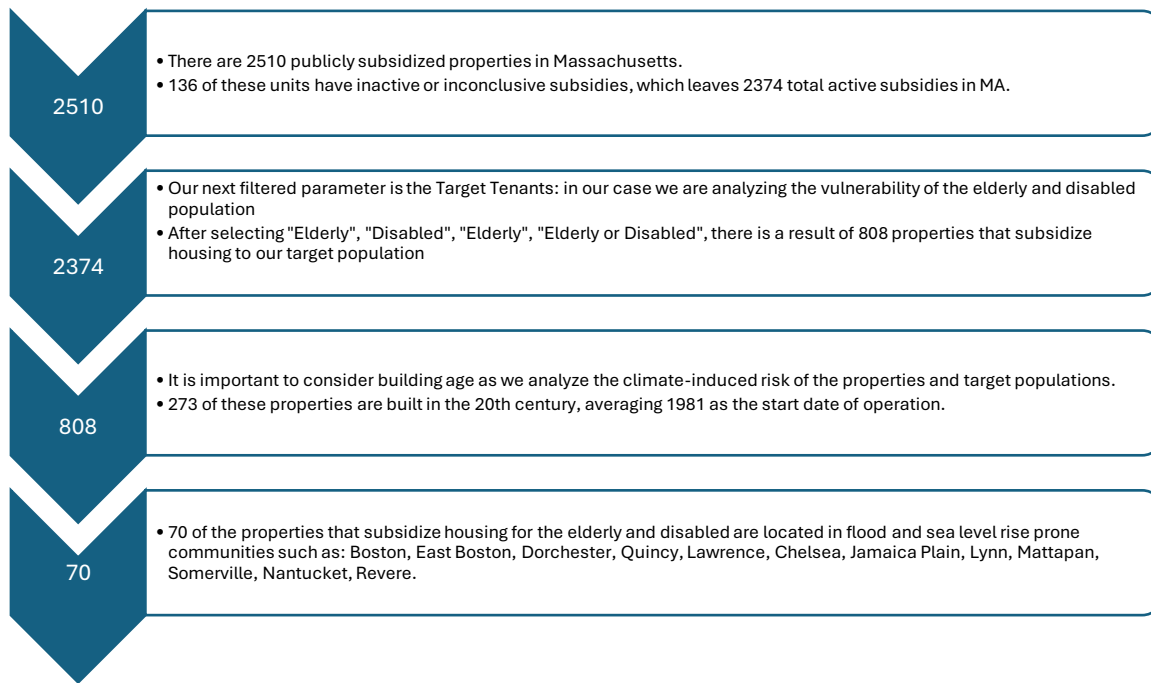 2510
• There are 2510 publicly subsidized properties in Massachusetts.
• 136 of these units have inactive or inconclusive subsidies, which leaves 2374 total active subsidies in MA.
2374
• Our next filtered parameter is the Target Tenants: in our case we are analyzing the vulnerability of the elderly and disabled
population
• After selecting "Elderly", "Disabled", "Elderly", "Elderly or Disabled", there is a result of 808 properties that subsidize
housing to our target population
808
• It is important to consider building age as we analyze the climate-induced risk of the properties and target populations.
• 273 of these properties are built in the 20th century, averaging 1981 as the start date of operation.
70
• 70 of the properties that subsidize housing for the elderly and disabled are located in flood and sea level rise prone
communities such as: Boston, East Boston, Dorchester, Quincy, Lawrence, Chelsea, Jamaica Plain, Lynn, Mattapan,
Somerville, Nantucket, Revere.